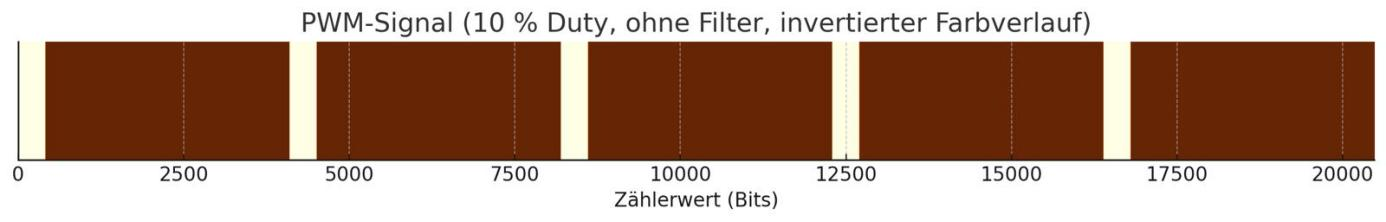 PWM-Signal (10 % Duty, ohne Filter, invertierter Farbverlauf)
0 2500 5000 7500 10000 12500 15000 17500 20000
Zählerwert (Bits)